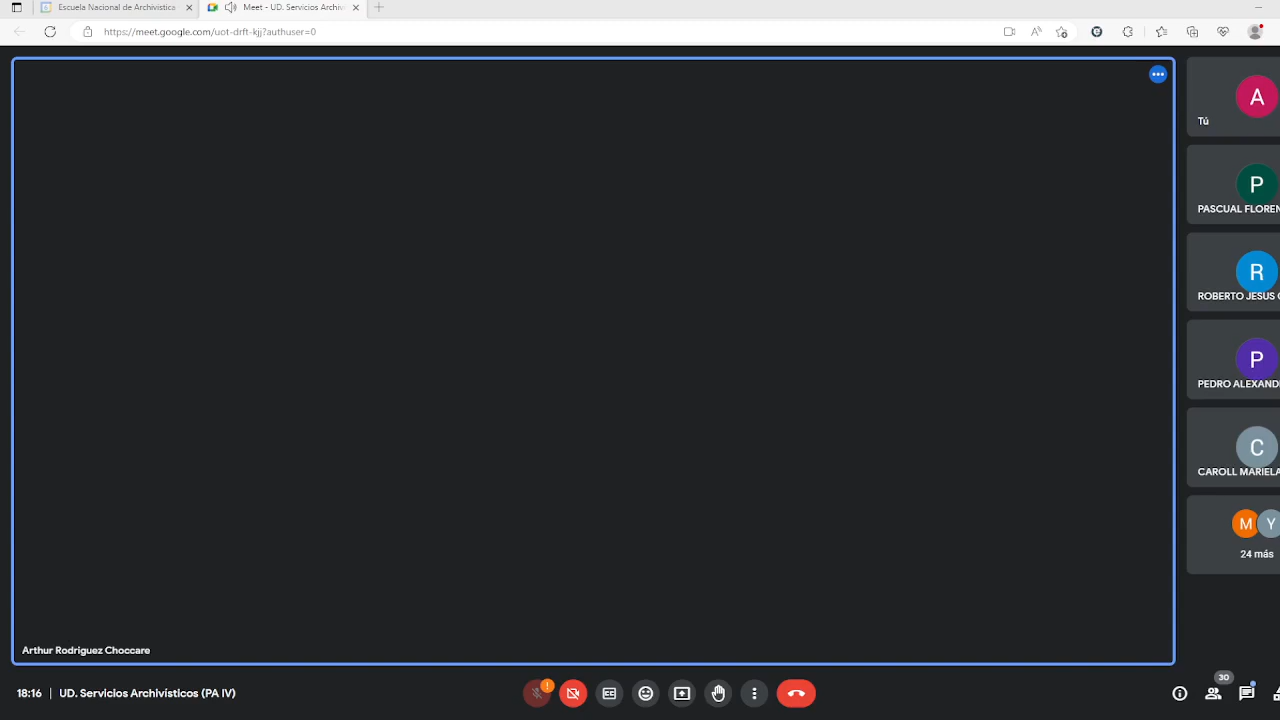 Escuela Nacional de Archivística
Meet - UD. Servicios Archiví
https://meet.google.com/uot-drft-kjj?authuser=0
A
Tú
P
PASCUAL FLOREN
R
ROBERTO JESUS
P
PEDRO ALEXAND
C
CAROLL MARIELA
M Y
24 más
Arthur Rodriguez Choccare
18:16 | UD. Servicios Archivísticos (PA IV)
30